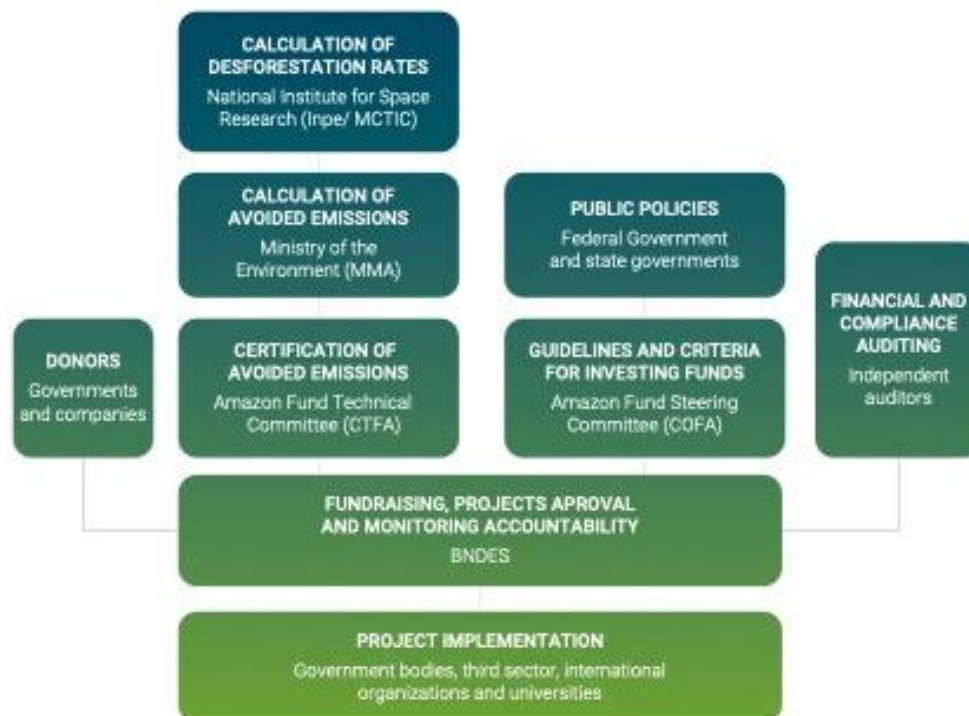 CALCULATION OF
DESFORESTATION RATES
National Institute for Space
Research (Inpe/ MCTIC)
CALCULATION OF
AVOIDED EMISSIONS
Ministry of the
Environment (MMA)
PUBLIC POLICIES
Federal Government
and state governments
FINANCIAL AND
COMPLIANCE
AUDITING
Independent
auditors
DONORS
Governments
and companies
CERTIFICATION OF
AVOIDED EMISSIONS
Amazon Fund Technical
Committee (CTFA)
GUIDELINES AND CRITERIA
FOR INVESTING FUNDS
Amazon Fund Steering
Committee (COFA)
FUNDRAISING, PROJECTS APROVAL
AND MONITORING ACCOUNTABILITY
BNDES
PROJECT IMPLEMENTATION
Government bodies, third sector, international
organizations and universities